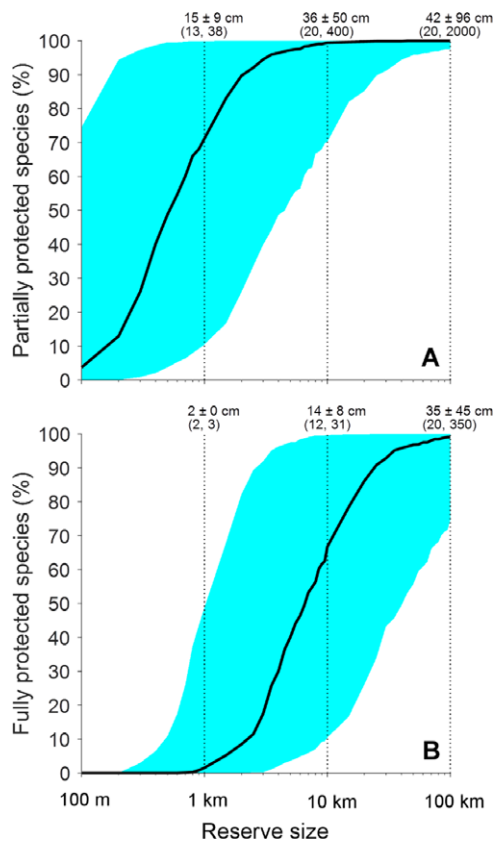 15 ± 9 cm 36 ± 50 cm 42 ± 96 cm
(13, 38) (20, 400) (20, 2000)
100
90
80
70
60
50
40
30
20
10
0
Partially protected species (%)
A
2 ± 0 cm 14 ± 8 cm 35 ± 45 cm
(2, 3) (12, 31) (20, 350)
100
90
80
70
60
50
40
30
20
10
0
Fully protected species (%)
B
100 m 1 km 10 km 100 km
Reserve size